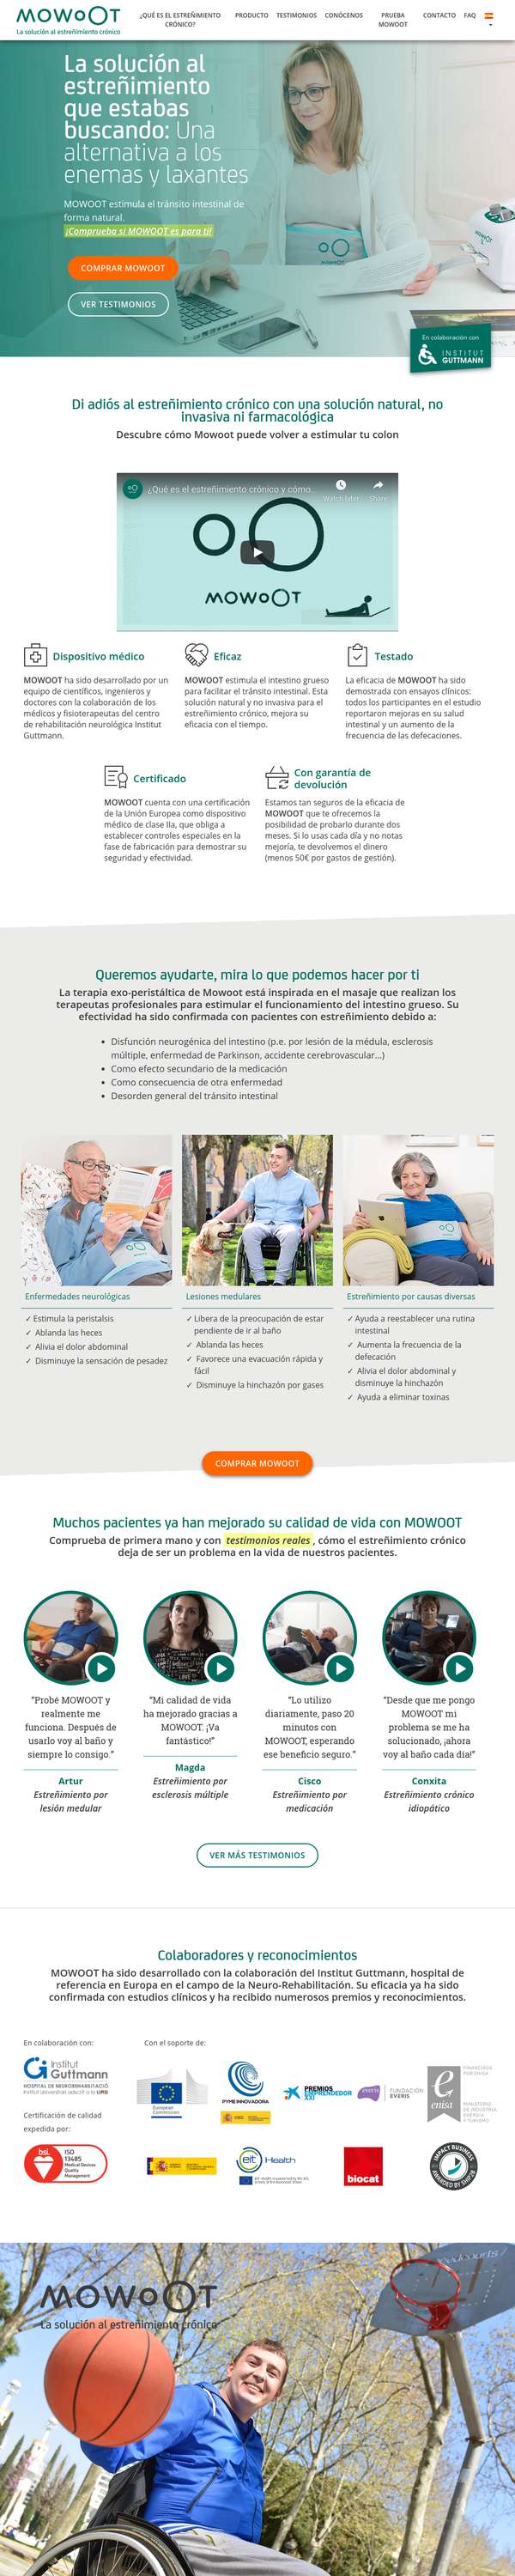 MOWOOT
La solución al estreñimiento crónico
¿QUÉ ES EL ESTREÑIMIENTO
CRÓNICO?
PRODUCTO
TESTIMONIOS
CONÓCENOS
PRUEBA
MOWOOT
CONTACTO
FAQ
La solución al
estreñimiento
que estabas
buscando: Una
alternativa a los
enemas y laxantes
MOWOOT estimula el tránsito intestinal de
forma natural.
¡Comprueba si MOWOOT es para ti!
COMPRAR MOWOOT
VER TESTIMONIOS
En colaboración con
INSTITUT
GUTTMANN
Di adiós al estreñimiento crónico con una solución natural, no
invasiva ni farmacológica
Descubre cómo Mowoot puede volver a estimular tu colon
¿Qué es el estreñimiento crónico y cómo...
Watch later
Share
MOWOOT
Dispositivo médico
MOWOOT ha sido desarrollado por un
equipo de científicos, ingenieros y
doctores con la colaboración de los
médicos y fisioterapeutas del centro
de rehabilitación neurológica Institut
Guttmann.
Eficaz
MOWOOT estimula el intestino grueso
para facilitar el tránsito intestinal. Esta
solución natural y no invasiva para el
estreñimiento crónico, mejora su
eficacia con el tiempo.
Testado
La eficacia de MOWOOT ha sido
demostrada con ensayos clínicos:
todos los participantes en el estudio
reportaron mejoras en su salud
intestinal y un aumento de la
frecuencia de las defecaciones.
Certificado
MOWOOT cuenta con una certificación
de la Unión Europea como dispositivo
médico de clase IIa, que obliga a
establecer controles especiales en la
fase de fabricación para demostrar su
seguridad y efectividad.
Con garantía de
devolución
Estamos tan seguros de la eficacia de
MOWOOT que te ofrecemos la
posibilidad de probarlo durante dos
meses. Si lo usas cada día y no notas
mejoría, te devolvemos el dinero
(menos 50€ por gastos de gestión).
Queremos ayudarte, mira lo que podemos hacer por ti
La terapia exo-peristáltica de Mowoot está inspirada en el masaje que realizan los
terapeutas profesionales para estimular el funcionamiento del intestino grueso. Su
efectividad ha sido confirmada con pacientes con estreñimiento debido a:
• Disfunción neurogénica del intestino (p.e. por lesión de la médula, esclerosis
múltiple, enfermedad de Parkinson, accidente cerebrovascular...)
• Como efecto secundario de la medicación
• Como consecuencia de otra enfermedad
• Desorden general del tránsito intestinal
Enfermedades neurológicas
✓ Estimula la peristalsis
✓ Ablanda las heces
✓ Alivia el dolor abdominal
✓ Disminuye la sensación de pesadez
Lesiones medulares
✓ Libera de la preocupación de estar
pendiente de ir al baño
✓ Ablanda las heces
✓ Favorece una evacuación rápida y
fácil
✓ Disminuye la hinchazón por gases
Estreñimiento por causas diversas
✓ Ayuda a reestablecer una rutina
intestinal
✓ Aumenta la frecuencia de la
defecación
✓ Alivia el dolor abdominal y
disminuye la hinchazón
✓ Ayuda a eliminar toxinas
COMPRAR MOWOOT
Muchos pacientes ya han mejorado su calidad de vida con MOWOOT
Comprueba de primera mano y con testimonios reales , cómo el estreñimiento crónico
deja de ser un problema en la vida de nuestros pacientes.
"Probé MOWOOT y
realmente me
funciona. Después de
usarlo voy al baño y
siempre lo consigo."
Artur
Estreñimiento por
lesión medular
"Mi calidad de vida
ha mejorado gracias a
MOWOOT. ¡Va
fantástico!"
Magda
Estreñimiento por
esclerosis múltiple
"Lo utilizo
diariamente, paso 20
minutos con
MOWOOT, esperando
ese beneficio seguro."
Cisco
Estreñimiento por
medicación
"Desde que me pongo
MOWOOT mi
problema se me ha
solucionado, ¡ahora
voy al baño cada día!"
Conxita
Estreñimiento crónico
idiopático
VER MÁS TESTIMONIOS
Colaboradores y reconocimientos
MOWOOT ha sido desarrollado con la colaboración del Institut Guttmann, hospital de
referencia en Europa en el campo de la Neuro-Rehabilitación. Su eficacia ya ha sido
confirmada con estudios clínicos y ha recibido numerosos premios y reconocimientos.
En colaboración con:
Institut
Guttmann
HOSPITAL DE NEUROREHABILITACIÓ
Institut universitari adscrit a la UAB
Certificación de calidad
expedida por:
bsi.
ISO
13485
Medical Devices
Quality
Management
Con el soporte de:
European
Commission
PYME INNOVADORA
PREMIOS
EMPRENDEDOR
XXI
everis
FUNDACIÓN
EVERIS
enisa
FINANCIADA
POR ENISA
MINISTERIO
DE INDUSTRIA,
ENERGÍA
Y TURISMO
eit Health
biocat
IMPACT BUSINESS
AWARDED BY SHIP2B
MOWOOT
La solución al estreñimiento crónico